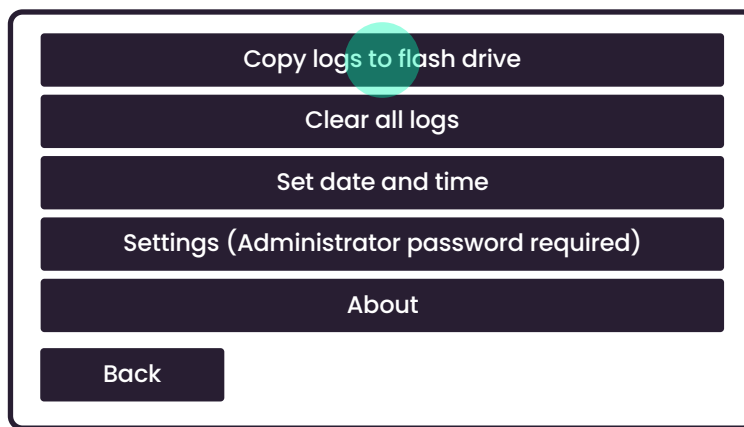 Copy logs to flash drive
Clear all logs
Set date and time
Settings (Administrator password required)
About
Back